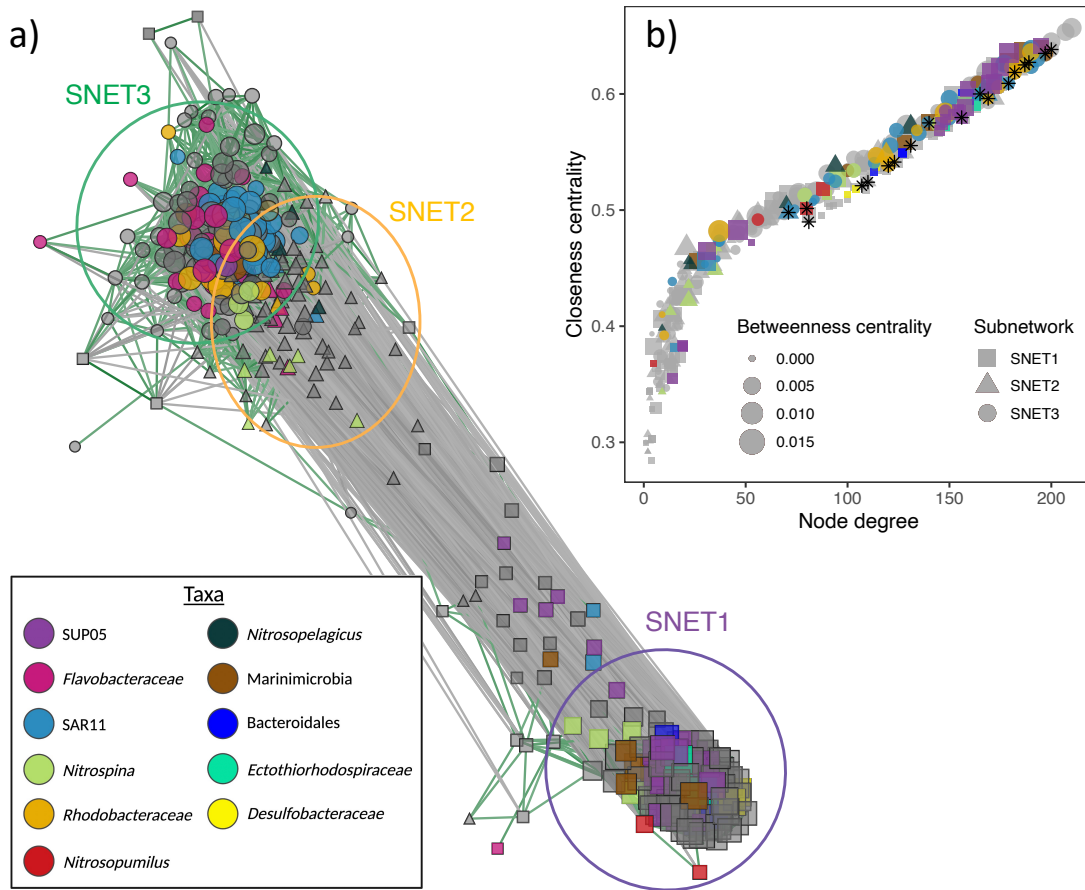 a)
SNET3
SNET2
SNET1
Taxa
SUP05
Flavobacteraceae
SAR11
Nitrospina
Rhodobacteraceae
Nitrosopumilus
Nitrosopelagicus
Marinimicrobia
Bacteroidales
Ectothiorhodospiraceae
Desulfobacteraceae
b)
Closeness centrality
0.6
0.5
0.4
0.3
Betweenness centrality
0.000
0.005
0.010
0.015
Subnetwork
SNET1
SNET2
SNET3
0 50 100 150 200
Node degree